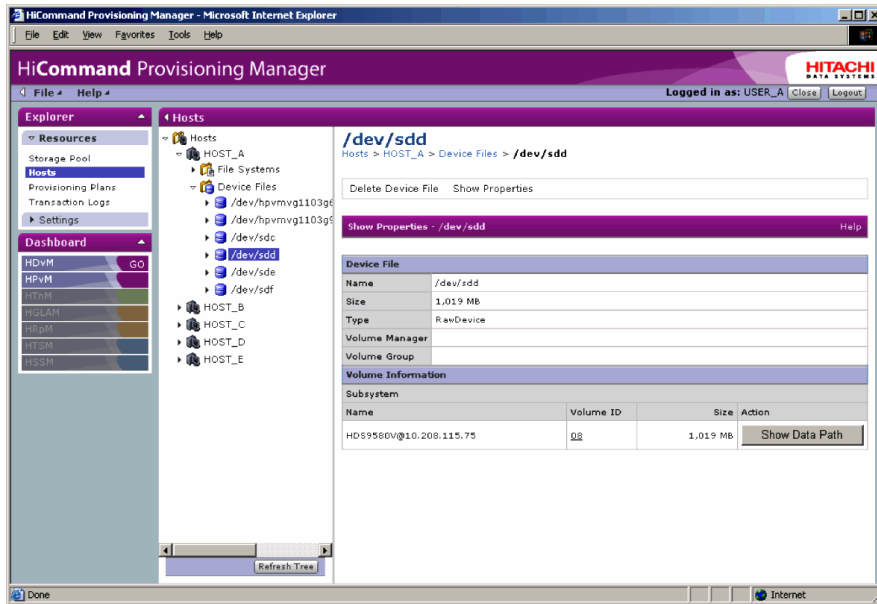 HiCommand Provisioning Manager - Microsoft Internet Explorer
File Edit View Favorites Tools Help
HiCommand Provisioning Manager
HITACHI
DATA SYSTEMS
File Help
Logged in as: USER_A Close Logout
Explorer
Resources
Storage Pool
Hosts
Provisioning Plans
Transaction Logs
Settings
Dashboard
HDvM GO
HPvM
HTnM
HGLAM
HRpM
HTSM
HSSM
Hosts
Hosts
HOST_A
File Systems
Device Files
/dev/hpvmvg1103g6
/dev/hpvmvg1103g9
/dev/sdc
/dev/sdd
/dev/sde
/dev/sdf
HOST_B
HOST_C
HOST_D
HOST_E
Refresh Tree
/dev/sdd
Hosts > HOST_A > Device Files > /dev/sdd
Delete Device File Show Properties
Show Properties - /dev/sdd Help
Device File
Name /dev/sdd
Size 1,019 MB
Type RawDevice
Volume Manager
Volume Group
Volume Information
Subsystem
Name Volume ID Size Action
HDS9580V@10.208.115.75 08 1,019 MB Show Data Path
Done Internet